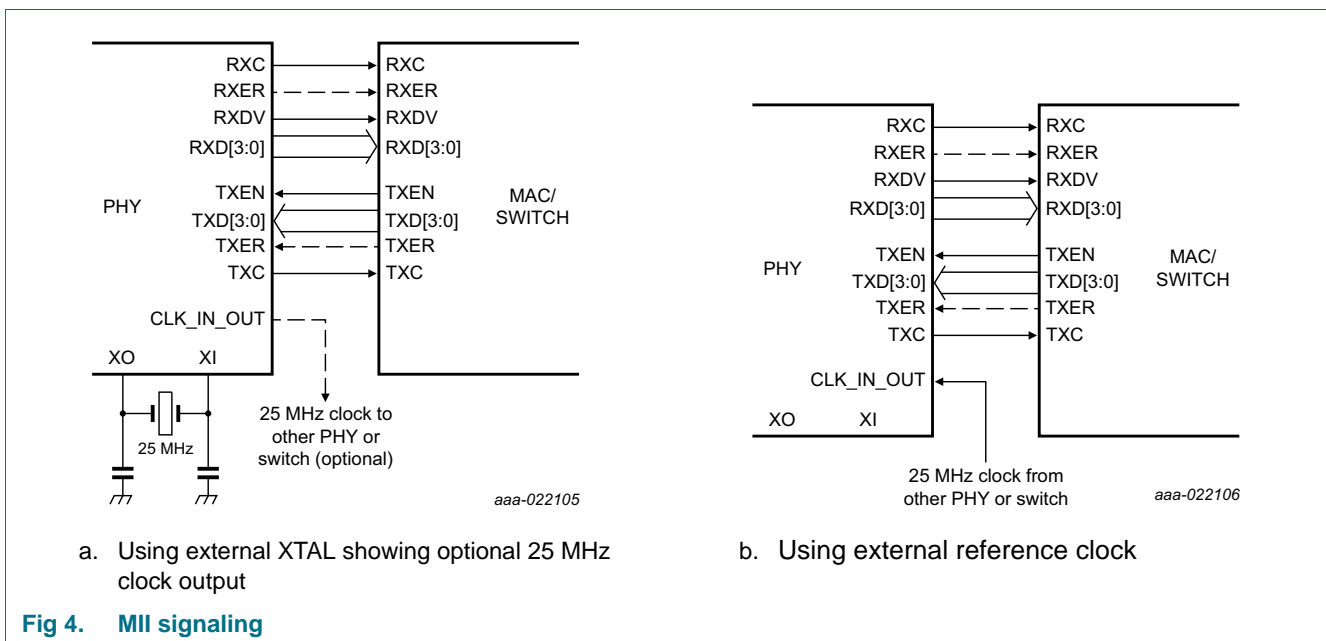 RXC
RXER
RXDV
RXD[3:0]
TXEN
TXD[3:0]
TXER
TXC
CLK_IN_OUT
PHY
XO XI
25 MHz
RXC
RXER
RXDV
RXD[3:0]
TXEN
TXD[3:0]
TXER
TXC
MAC/
SWITCH
25 MHz clock to
other PHY or
switch (optional)
aaa-022105
a. Using external XTAL showing optional 25 MHz
clock output
RXC
RXER
RXDV
RXD[3:0]
TXEN
TXD[3:0]
TXER
TXC
CLK_IN_OUT
PHY
XO XI
RXC
RXER
RXDV
RXD[3:0]
TXEN
TXD[3:0]
TXER
TXC
MAC/
SWITCH
25 MHz clock from
other PHY or switch
aaa-022106
b. Using external reference clock
Fig 4. MII signaling